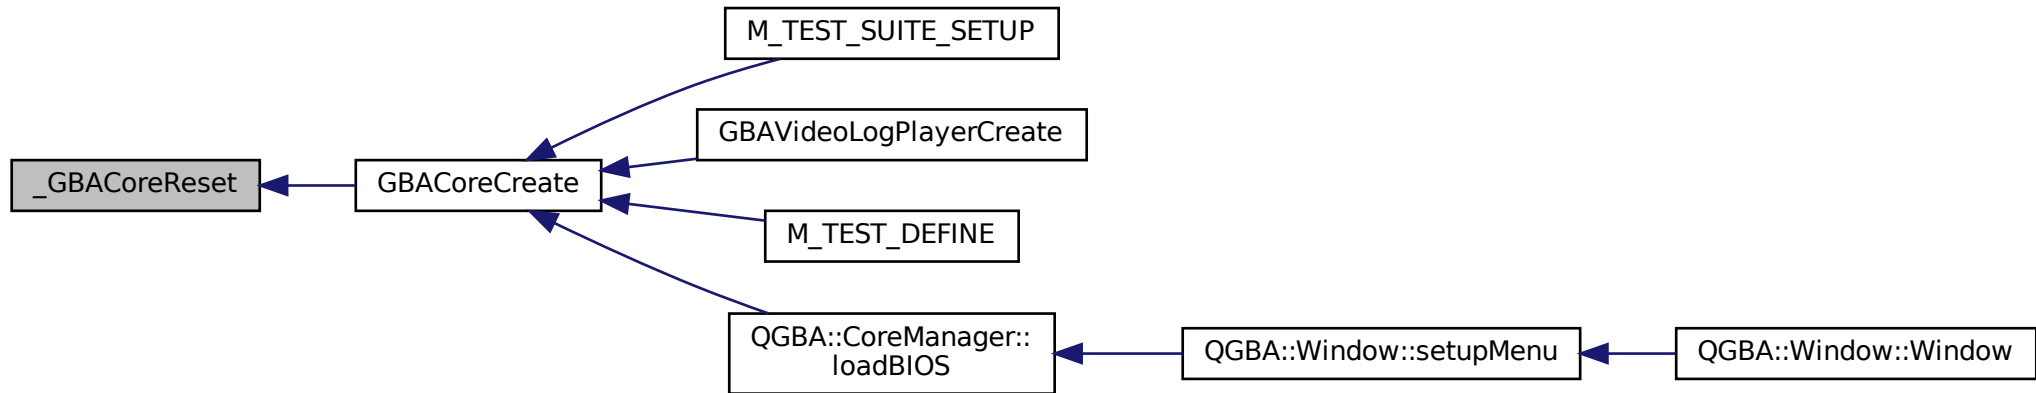 M_TEST_SUITE_SETUP
GBAVideoLogPlayerCreate
_GBACoreReset
GBACoreCreate
M_TEST_DEFINE
QGBA::CoreManager::
loadBIOS
QGBA::Window::setupMenu
QGBA::Window::Window